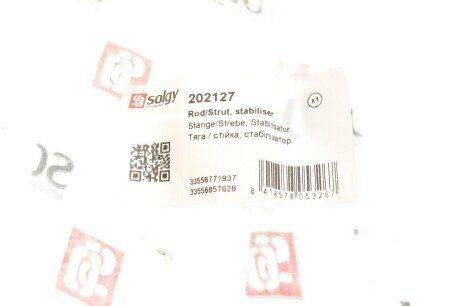 solgy
202127
x1
Rod/Strut, stabiliser
Stange/Strebe, Stabilisator
Тяга / стійка, стабілізатор
33556771937
33556857626
8 418578 053267